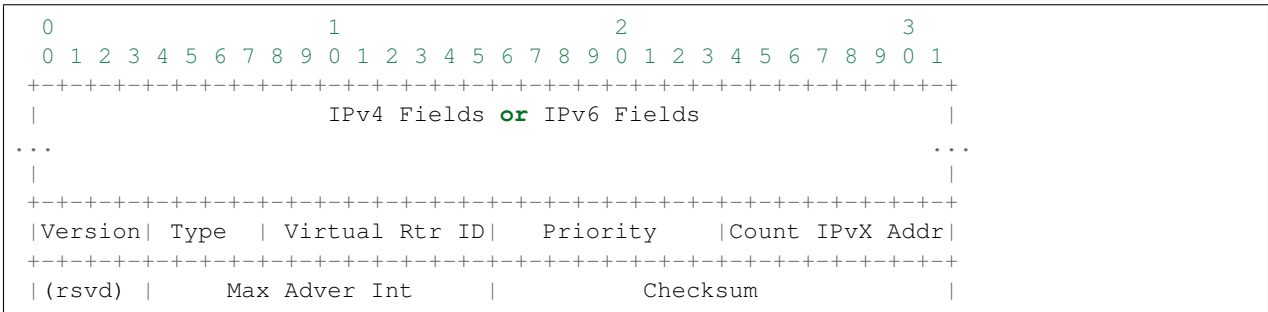 0                   1                   2                   3
 0 1 2 3 4 5 6 7 8 9 0 1 2 3 4 5 6 7 8 9 0 1 2 3 4 5 6 7 8 9 0 1
+-+-+-+-+-+-+-+-+-+-+-+-+-+-+-+-+-+-+-+-+-+-+-+-+-+-+-+-+-+-+-+-+
|                    IPv4 Fields or IPv6 Fields                 |
...                                                             ...
|                                                               |
+-+-+-+-+-+-+-+-+-+-+-+-+-+-+-+-+-+-+-+-+-+-+-+-+-+-+-+-+-+-+-+-+
|Version| Type  | Virtual Rtr ID|   Priority    |Count IPvX Addr|
+-+-+-+-+-+-+-+-+-+-+-+-+-+-+-+-+-+-+-+-+-+-+-+-+-+-+-+-+-+-+-+-+
|(rsvd) |     Max Adver Int     |          Checksum             |